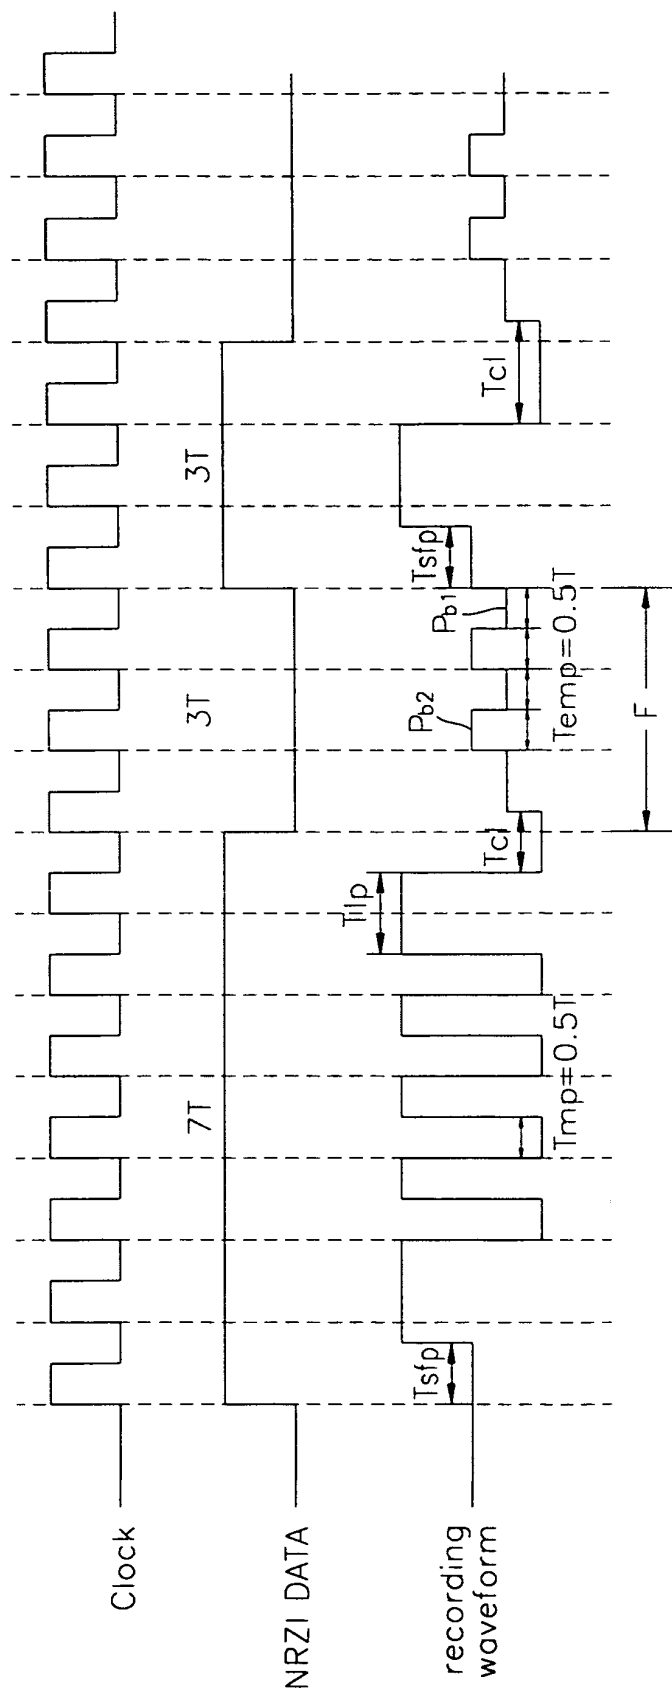 Clock
NRZI DATA
7T
3T
3T
recording
waveform
Tsfp
Tmp=0.5T
Tlp
Tcl
Pb2
Pb1
Temp=0.5T
F
Tsfp
Tcl